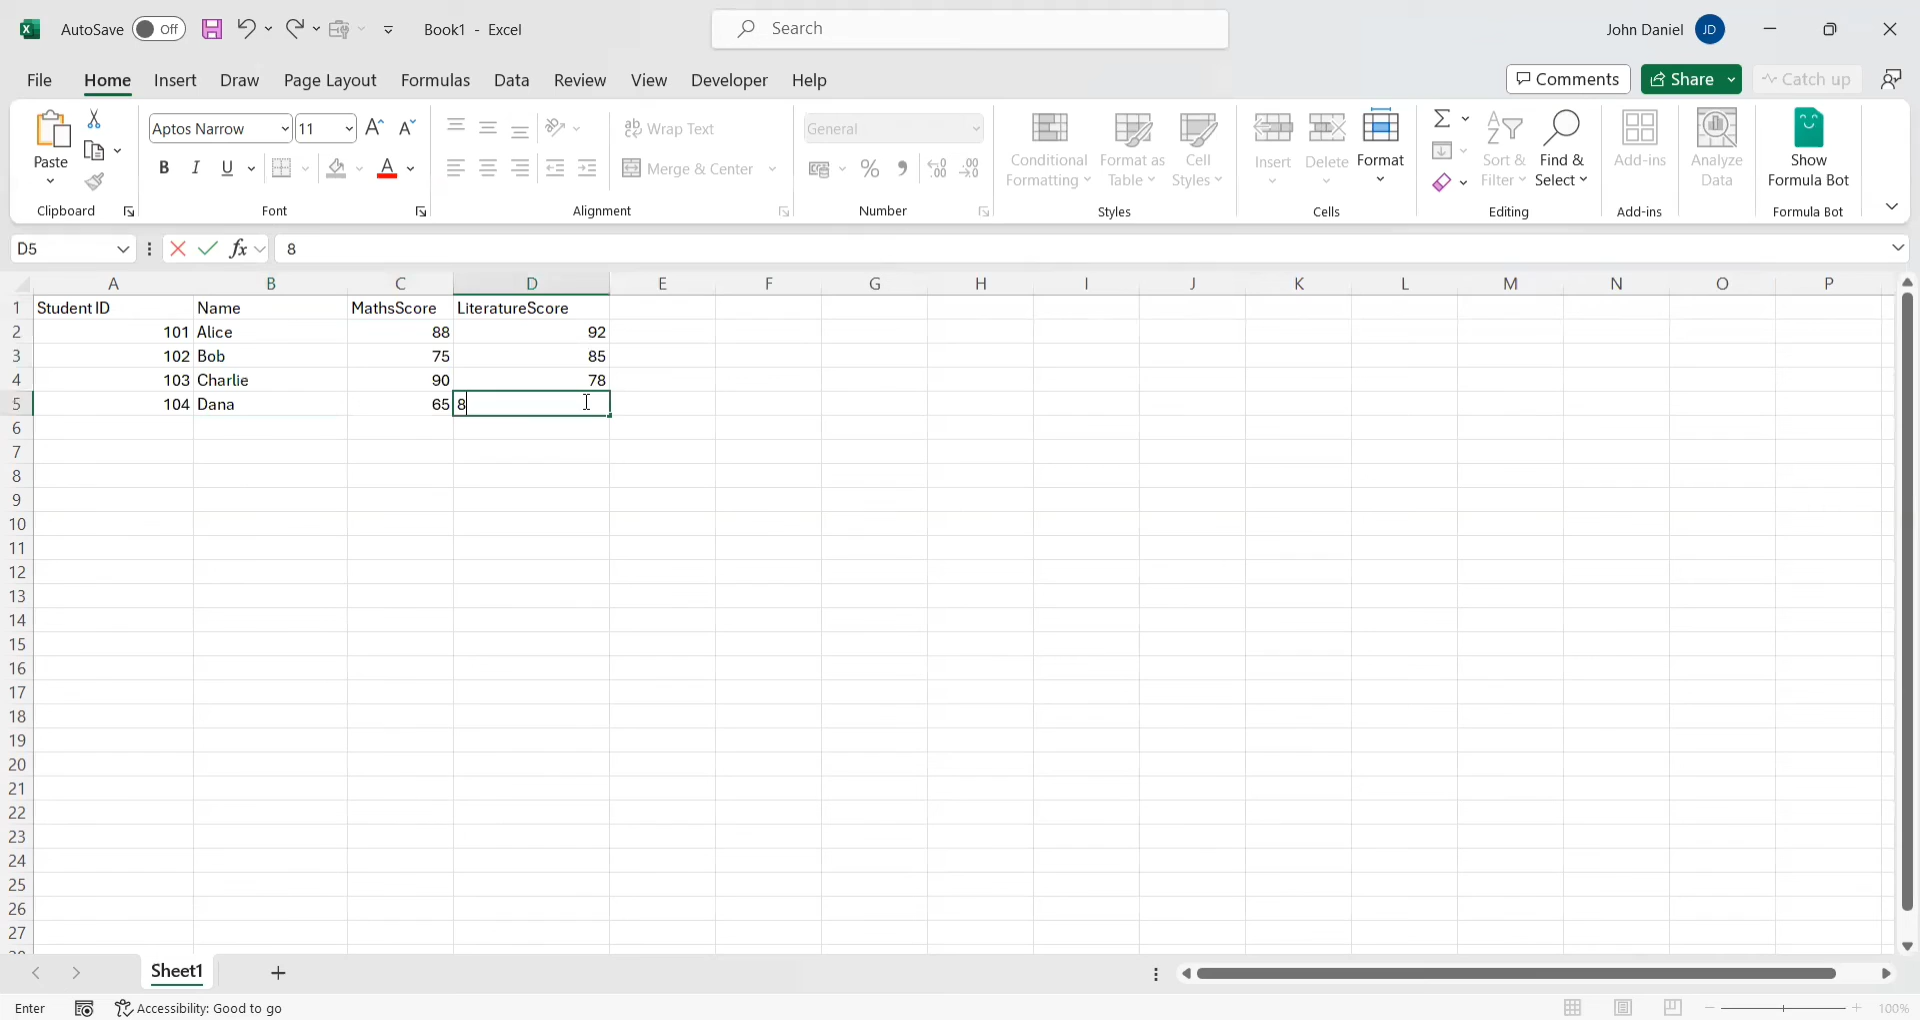 AutoSave Off Book1 - Excel Search John Daniel JD
File Home Insert Draw Page Layout Formulas Data Review View Developer Help Comments Share Catch up
Paste Aptos Narrow 11 A A Wrap Text General Conditional Formatting Format as Table Cell Styles Insert Delete Format Sort & Filter Find & Select Add-ins Analyze Data Show Formula Bot
B I U A Merge & Center % .00
Clipboard Font Alignment Number Styles Cells Editing Add-ins Formula Bot
D5 fx 8
A B C D E F G H I J K L M N O P
1 Student ID Name MathsScore LiteratureScore
2 101 Alice 88 92
3 102 Bob 75 85
4 103 Charlie 90 78
5 104 Dana 65 8
6
7
8
9
10
11
12
13
14
15
16
17
18
19
20
21
22
23
24
25
26
27
Sheet1
Enter Accessibility: Good to go 100%